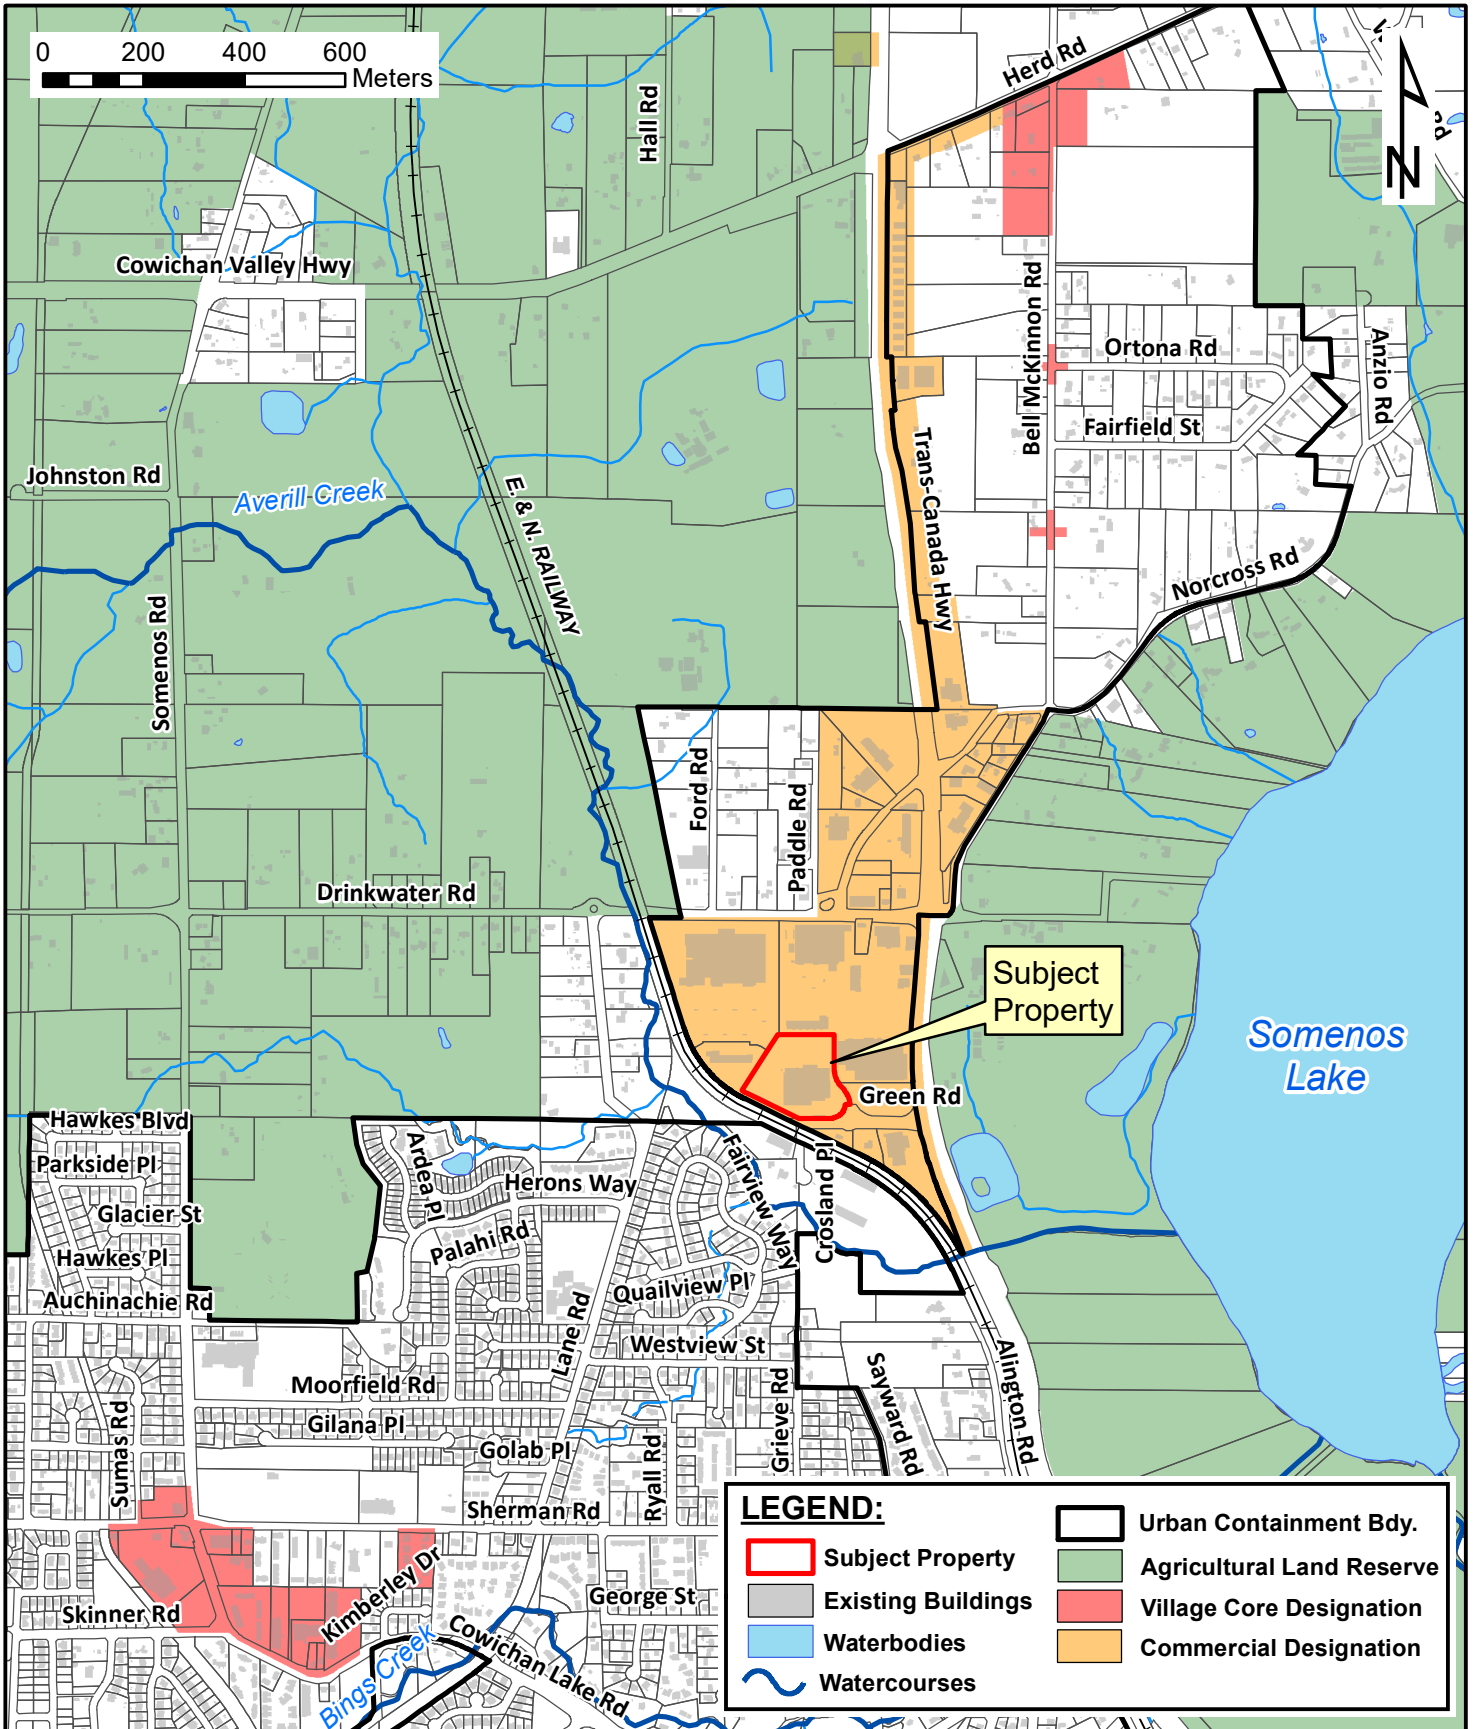 0 200 400 600
Meters
Herd Rd
Hall Rd
N
Cowichan Valley Hwy
Bell McKinnon Rd
Ortona Rd
Anzio Rd
Fairfield St
Trans-Canada Hwy
Johnston Rd
Averill Creek
E. & N. RAILWAY
Norcross Rd
Somenos Rd
Ford Rd
Paddle Rd
Drinkwater Rd
Subject
Property
Somenos
Lake
Green Rd
Hawkes Blvd
Parkside Pl
Ardea Pl
Herons Way
Fairview Way
Crosland Pl
Glacier St
Palahi Rd
Hawkes Pl
Quailview Pl
Auchinachie Rd
Lane Rd
Westview St
Moorfield Rd
Sayward Rd
Alington Rd
Grieve Rd
Gilana Pl
Sumas Rd
Golab Pl
Ryall Rd
Sherman Rd
Kimberley Dr
George St
Skinner Rd
Cowichan Lake Rd
Bings Creek
LEGEND:
Subject Property
Existing Buildings
Waterbodies
Watercourses
Urban Containment Bdy.
Agricultural Land Reserve
Village Core Designation
Commercial Designation